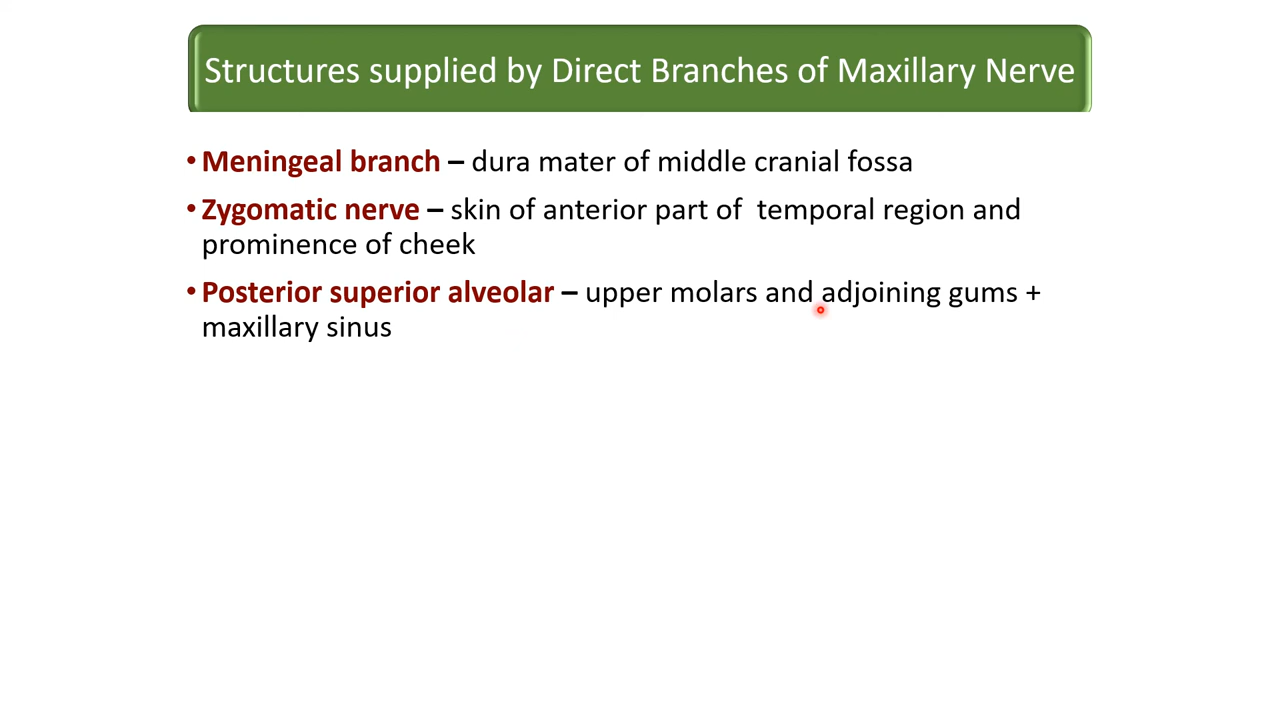 Structures supplied by Direct Branches of Maxillary Nerve
• Meningeal branch – dura mater of middle cranial fossa
• Zygomatic nerve – skin of anterior part of  temporal region and
prominence of cheek
• Posterior superior alveolar – upper molars and adjoining gums +
maxillary sinus